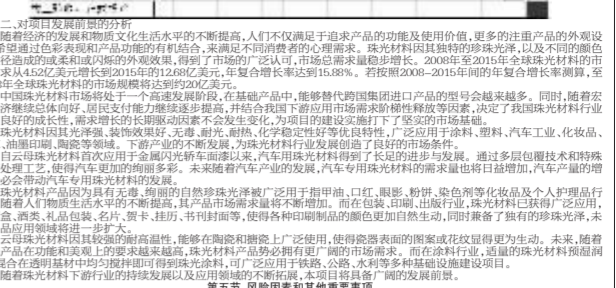 二、对项目发展前景的分析
随着经济的发展和物质文化生活水平的不断提高,人们不仅满足于追求产品的功能及使用价值,更多的注重产品的外观设
希望通过色彩表现和产品功能的有机结合,来满足不同消费者的心理需求。珠光材料因其独特的珍珠光泽,以及不同的颜色
径造成的或柔和或闪烁的外观效果,得到了市场的广泛认可,市场总需求量稳步增长。2008年至2015年全球珠光材料的市
求从4.52亿美元增长到2015年的12.68亿美元,年复合增长率达到15.88%。若按照2008-2015年间的年复合增长率测算,至
年全球珠光材料的市场规模将达到约20亿美元。
中国珠光材料市场将处于一个高速发展阶段,在基础产品中,能够替代跨国集团进口产品的型号会越来越多。同时,随着宏
济继续总体向好,居民支付能力继续逐步提高,并结合我国下游应用市场需求阶梯性释放等因素,决定了我国珠光材料行业
良好的成长性,需求增长的长期驱动因素不会发生变化,为项目的建设实施打下了坚实的市场基础。
珠光材料因其光泽强、装饰效果好、无毒、耐光、耐热、化学稳定性好等优良特性,广泛应用于涂料、塑料、汽车工业、化妆品、
、油墨印刷、陶瓷等领域。下游产业的不断发展,为珠光材料行业发展创造了良好的市场条件。
自云母珠光材料首次应用于金属闪光轿车面漆以来,汽车用珠光材料得到了长足的进步与发展。通过多层包覆技术和特殊
处理工艺,使得汽车更加的绚丽多彩。未来随着汽车产业的发展,汽车专用珠光材料的需求量也将日益增加,汽车产量的增
必会带动汽车专用珠光材料的发展。
珠光材料产品因为具有无毒、绚丽的自然珍珠光泽被广泛用于指甲油、口红、眼影、粉饼、染色剂等化妆品及个人护理品行
随着人们物质生活水平的不断提高,其产品市场需求量将不断增加。而在包装、印刷、出版行业,珠光材料已获得广泛应用,
盒、酒类、礼品包装、名片、贺卡、挂历、书刊封面等,使得各种印刷制品的颜色更加自然生动,同时兼备了独有的珍珠光泽,未
品应用领域将进一步扩大。
云母珠光材料因其较强的耐高温性,能够在陶瓷和搪瓷上广泛使用,使得瓷器表面的图案或花纹显得更为生动。未来,随着
产品在功能和美观上的要求越来越高,珠光材料产品势必拥有更广阔的市场需求。而在涂料行业,适量的珠光材料预湿润
混合在透明基材中均匀搅拌即可得到珠光涂料,可广泛应用于铁路、公路、水利等多种基础设施建设项目。
随着珠光材料下游行业的持续发展以及应用领域的不断拓展,本项目将具备广阔的发展前景。
第五节 风险因素和其他重要事项